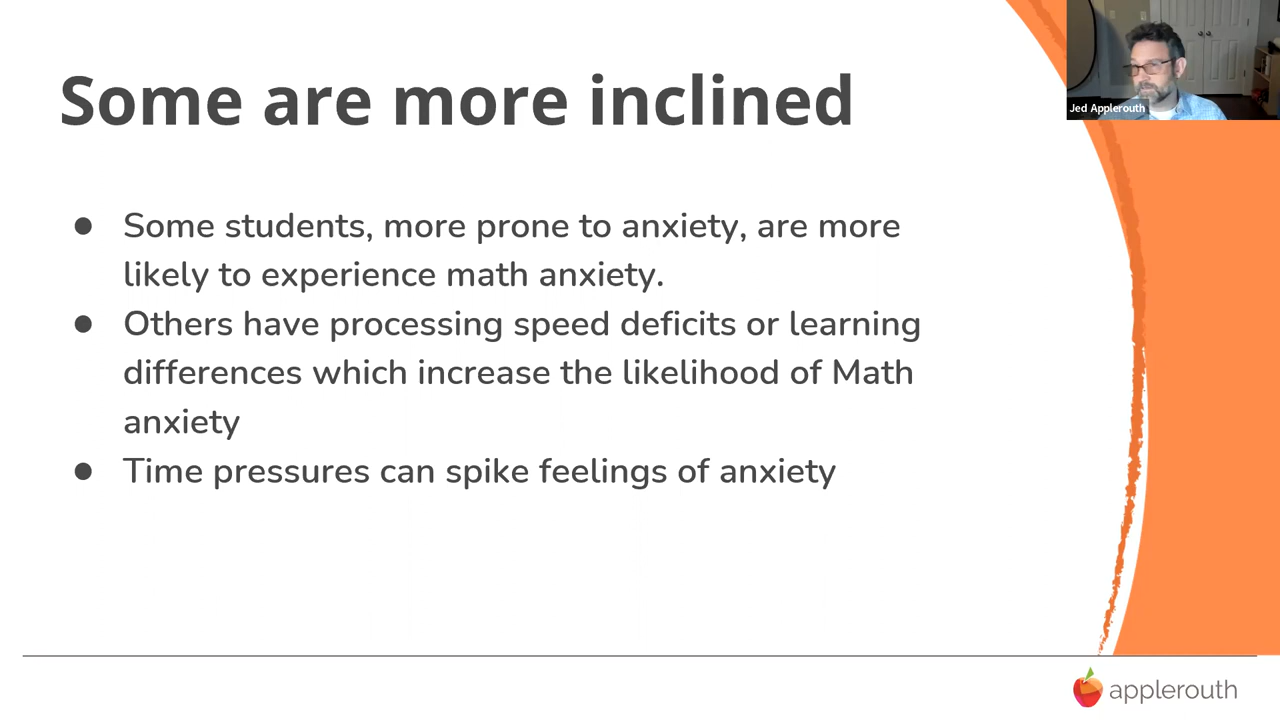 Some are more inclined
Jed Applerouth
● Some students, more prone to anxiety, are more
likely to experience math anxiety.
● Others have processing speed deficits or learning
differences which increase the likelihood of Math
anxiety
● Time pressures can spike feelings of anxiety
applerouth